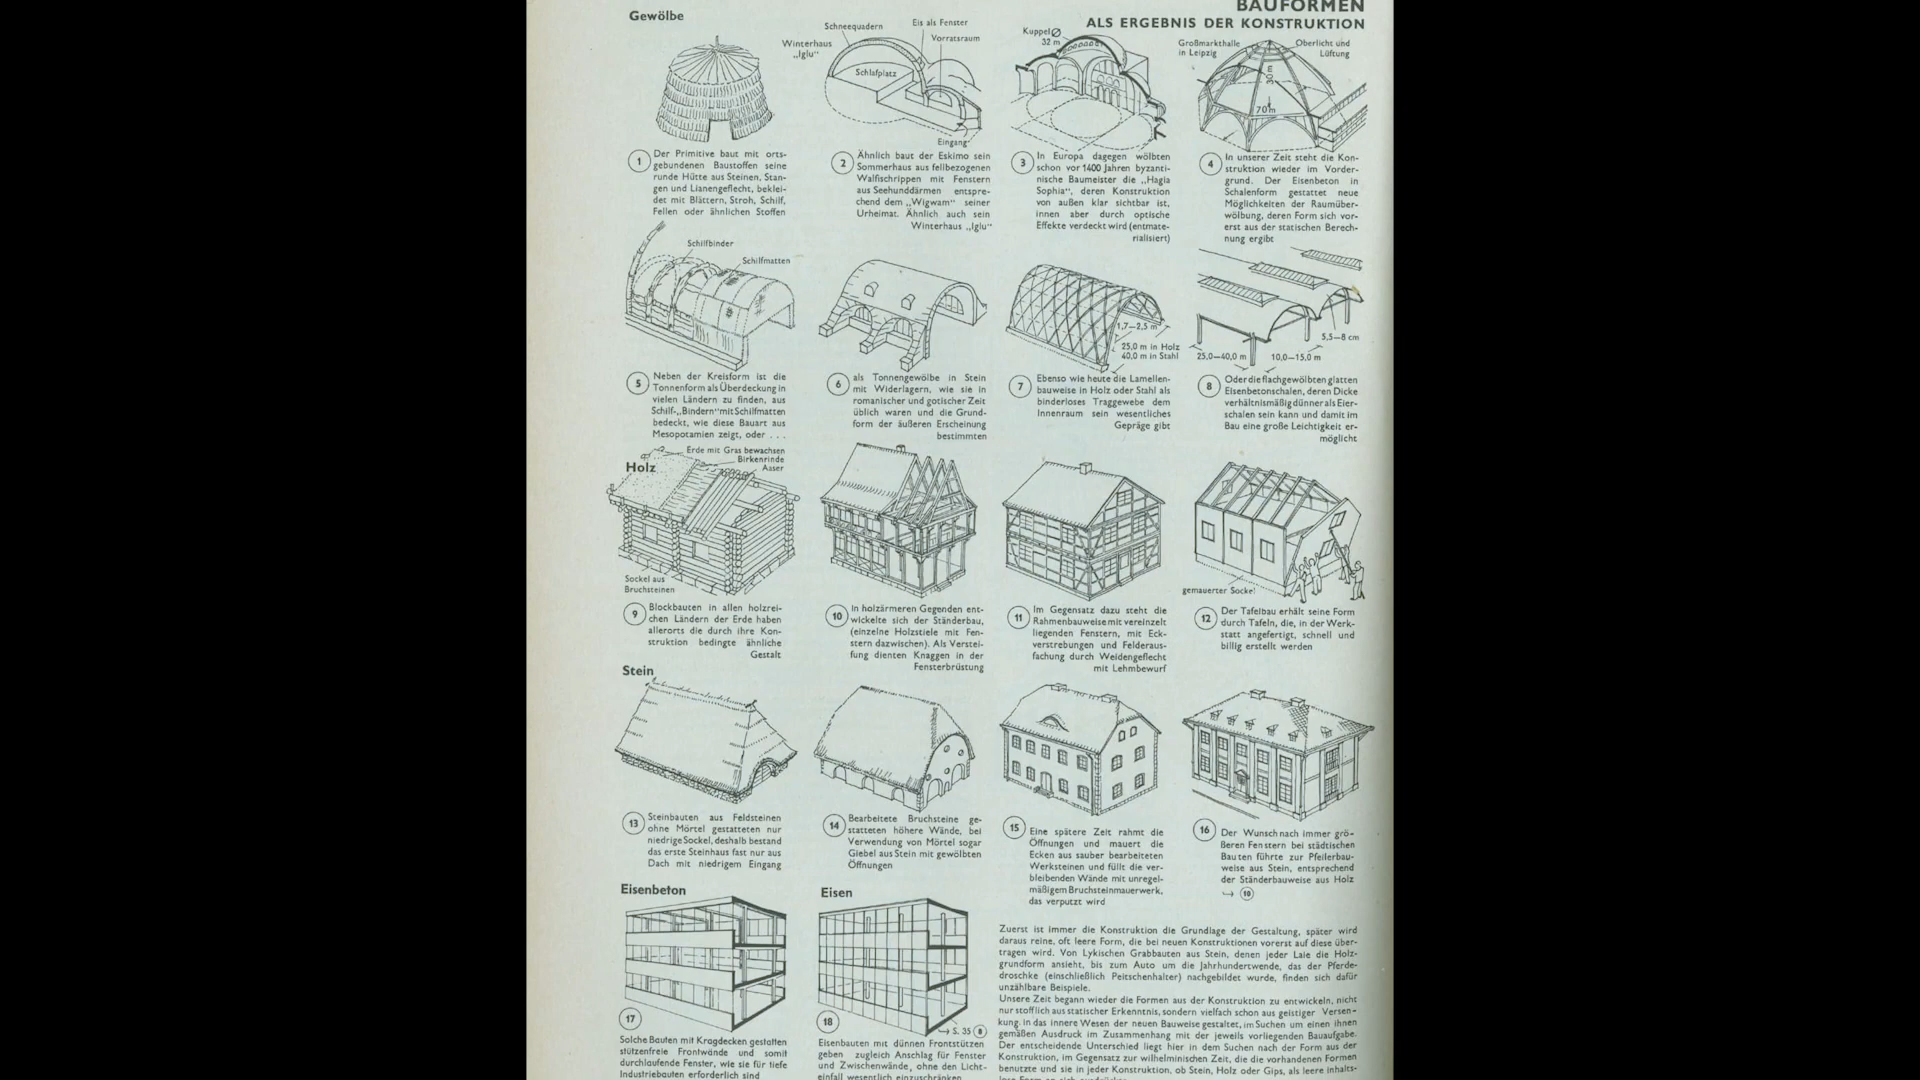 BAUFORMEN
ALS ERGEBNIS DER KONSTRUKTION
Gewölbe
Schneequadern
Eis als Fenster
Vorratsraum
Winterhaus
„Iglu“
Schlafplatz
Eingang
Kuppel Ø
32 m
Großmarkthalle
in Leipzig
Oberlicht und
Lüftung
30 m
70 m
1 Der Primitive baut mit orts-
gebundenen Baustoffen seine
runde Hütte aus Steinen, Stan-
gen und Lianengeflecht, beklei-
det mit Blättern, Stroh, Schilf,
Fellen oder ähnlichen Stoffen
2 Ähnlich baut der Eskimo sein
Sommerhaus aus fellbezogenen
Walfischrippen mit Fenstern
aus Seehunddärmen entspre-
chend dem „Wigwam“ seiner
Urheimat. Ähnlich auch sein
Winterhaus „Iglu“
3 In Europa dagegen wölbten
schon vor 1400 Jahren byzanti-
nische Baumeister die „Hagia
Sophia“, deren Konstruktion
von außen klar sichtbar ist,
innen aber durch optische
Effekte verdeckt wird (entmate-
rialisiert)
4 In unserer Zeit steht die Kon-
struktion wieder im Vorder-
grund. Der Eisenbeton in
Schalenform gestattet neue
Möglichkeiten der Raumüber-
wölbung, deren Form sich vor-
erst aus der statischen Berech-
nung ergibt
Schilfbinder
Schilfmatten
1,7—2,5 m
25,0 m in Holz
40,0 m in Stahl
5,5—8 cm
25,0—40,0 m
10,0—15,0 m
5 Neben der Kreisform ist die
Tonnenform als Überdeckung in
vielen Ländern zu finden, aus
Schilf-„Bindern“ mit Schilfmatten
bedeckt, wie diese Bauart aus
Mesopotamien zeigt, oder . . .
6 als Tonnengewölbe in Stein
mit Widerlagern, wie sie in
romanischer und gotischer Zeit
üblich waren und die Grund-
form der äußeren Erscheinung
bestimmten
7 Ebenso wie heute die Lamellen-
bauweise in Holz oder Stahl als
binderloses Traggewebe dem
Innenraum sein wesentliches
Gepräge gibt
8 Oder die flachgewölbten glatten
Eisenbetonschalen, deren Dicke
verhältnismäßig dünner als Eier-
schalen sein kann und damit im
Bau eine große Leichtigkeit er-
möglicht
Holz
Erde mit Gras bewachsen
Birkenrinde
Aaser
Sockel aus
Bruchsteinen
gemauerter Sockel
9 Blockbauten in allen holzrei-
chen Ländern der Erde haben
allerorts die durch ihre Kon-
struktion bedingte ähnliche
Gestalt
10 In holzärmeren Gegenden ent-
wickelte sich der Ständerbau,
(einzelne Holzstiele mit Fen-
stern dazwischen). Als Verstei-
fung dienten Knaggen in der
Fensterbrüstung
11 Im Gegensatz dazu steht die
Rahmenbauweise mit vereinzelt
liegenden Fenstern, mit Eck-
verstrebungen und Felderaus-
fachung durch Weidengeflecht
mit Lehmbewurf
12 Der Tafelbau erhält seine Form
durch Tafeln, die, in der Werk-
statt angefertigt, schnell und
billig erstellt werden
Stein
13 Steinbauten aus Feldsteinen
ohne Mörtel gestatteten nur
niedrige Sockel, deshalb bestand
das erste Steinhaus fast nur aus
Dach mit niedrigem Eingang
14 Bearbeitete Bruchsteine ge-
statteten höhere Wände, bei
Verwendung von Mörtel sogar
Giebel aus Stein mit gewölbten
Öffnungen
15 Eine spätere Zeit rahmt die
Öffnungen und mauert die
Ecken aus sauber bearbeiteten
Werksteinen und füllt die ver-
bleibenden Wände mit unregel-
mäßigem Bruchsteinmauerwerk,
das verputzt wird
16 Der Wunsch nach immer grö-
ßeren Fenstern bei städtischen
Bauten führte zur Pfeilerbau-
weise aus Stein, entsprechend
der Ständerbauweise aus Holz
→ 10
Eisenbeton
Eisen
→ S. 35 8
17
Solche Bauten mit Kragdecken gestatten
stützenfreie Frontwände und somit
durchlaufende Fenster, wie sie für tiefe
Industriebauten erforderlich sind
18
Eisenbauten mit dünnen Frontstützen
geben zugleich Anschlag für Fenster
und Zwischenwände, ohne den Licht-
einfall wesentlich einzuschränken
Zuerst ist immer die Konstruktion die Grundlage der Gestaltung, später wird
daraus reine, oft leere Form, die bei neuen Konstruktionen vorerst auf diese über-
tragen wird. Von Lykischen Grabbauten aus Stein, denen jeder Laie die Holz-
grundform ansieht, bis zum Auto um die Jahrhundertwende, das der Pferde-
droschke (einschließlich Peitschenhalter) nachgebildet wurde, finden sich dafür
unzählbare Beispiele.
Unsere Zeit begann wieder die Formen aus der Konstruktion zu entwickeln, nicht
nur stofflich aus statischer Erkenntnis, sondern vielfach schon aus geistiger Versen-
kung, in das innere Wesen der neuen Bauweise gestaltet, im Suchen um einen ihnen
gemäßen Ausdruck im Zusammenhang mit der jeweils vorliegenden Bauaufgabe.
Der entscheidende Unterschied liegt hier in dem Suchen nach der Form aus der
Konstruktion, im Gegensatz zur wilhelminischen Zeit, die die vorhandenen Formen
benutzte und sie in jeder Konstruktion, ob Stein, Holz oder Gips, als leere inhalts-